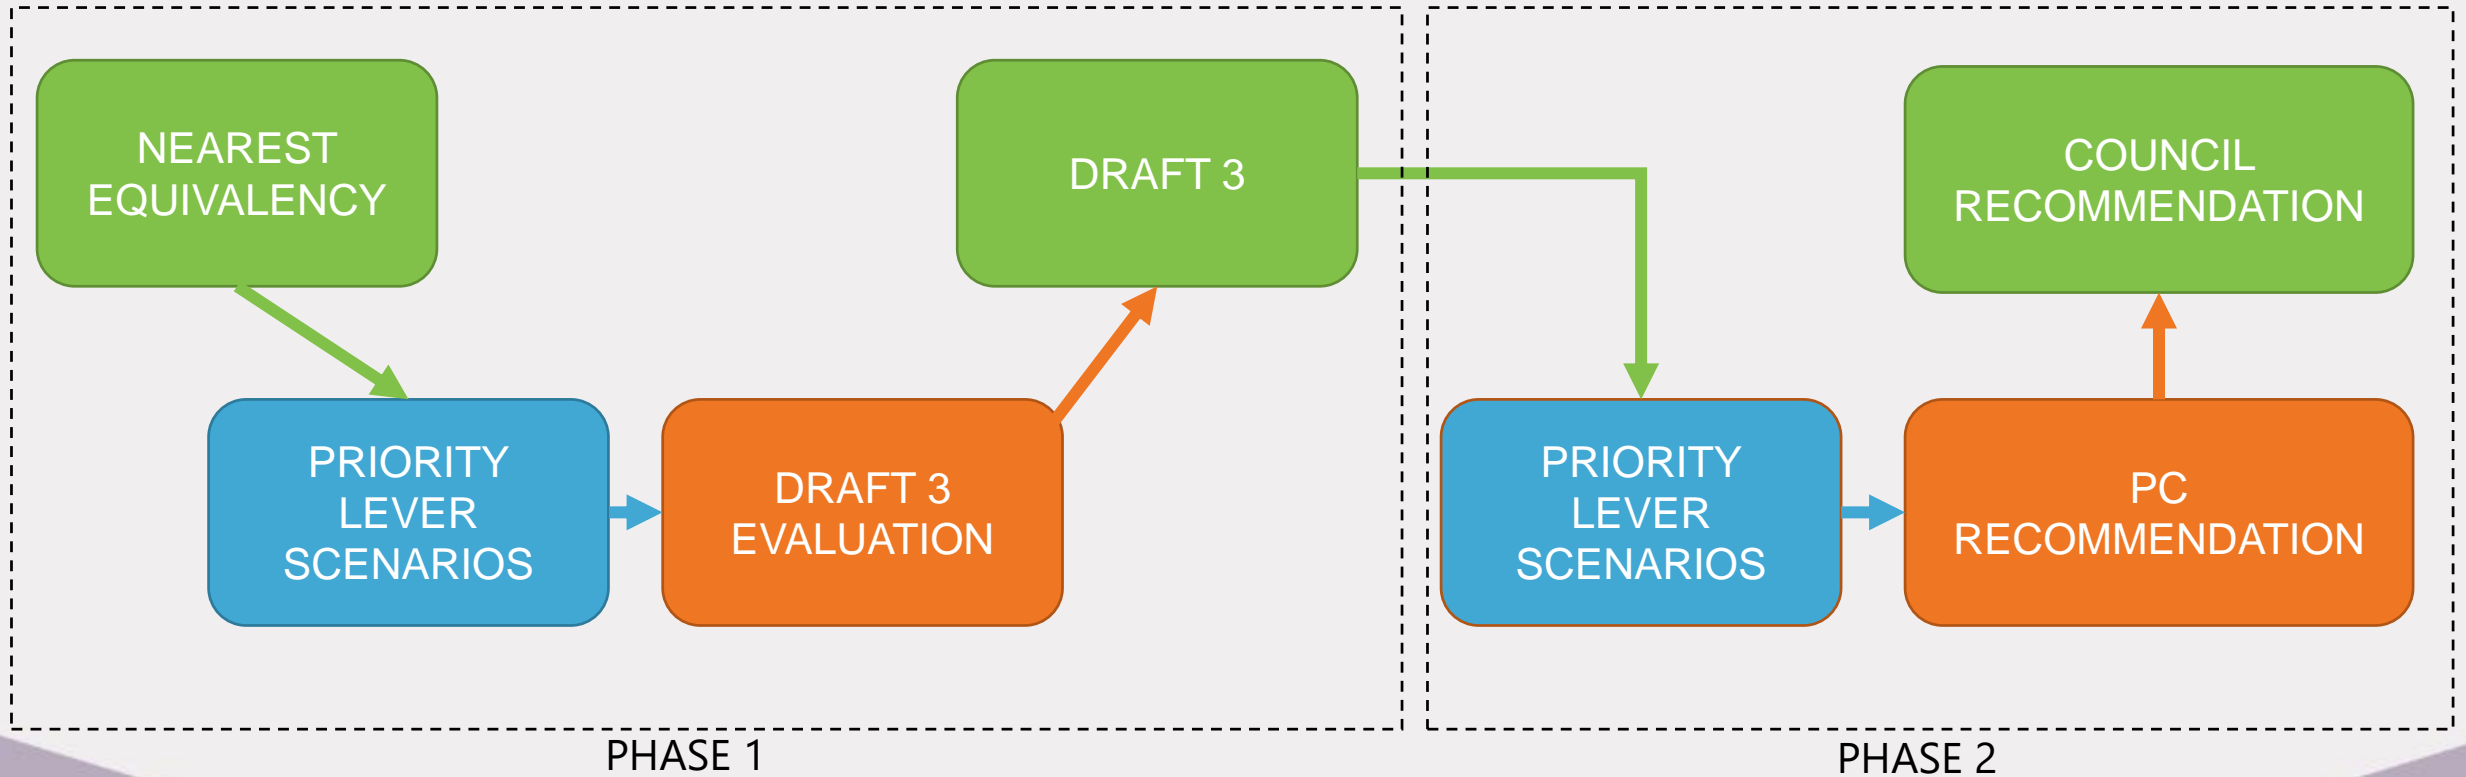 NEAREST
EQUIVALENCY
DRAFT 3
PRIORITY
LEVER
SCENARIOS
DRAFT 3
EVALUATION
PHASE 1
COUNCIL
RECOMMENDATION
PRIORITY
LEVER
SCENARIOS
PC
RECOMMENDATION
PHASE 2